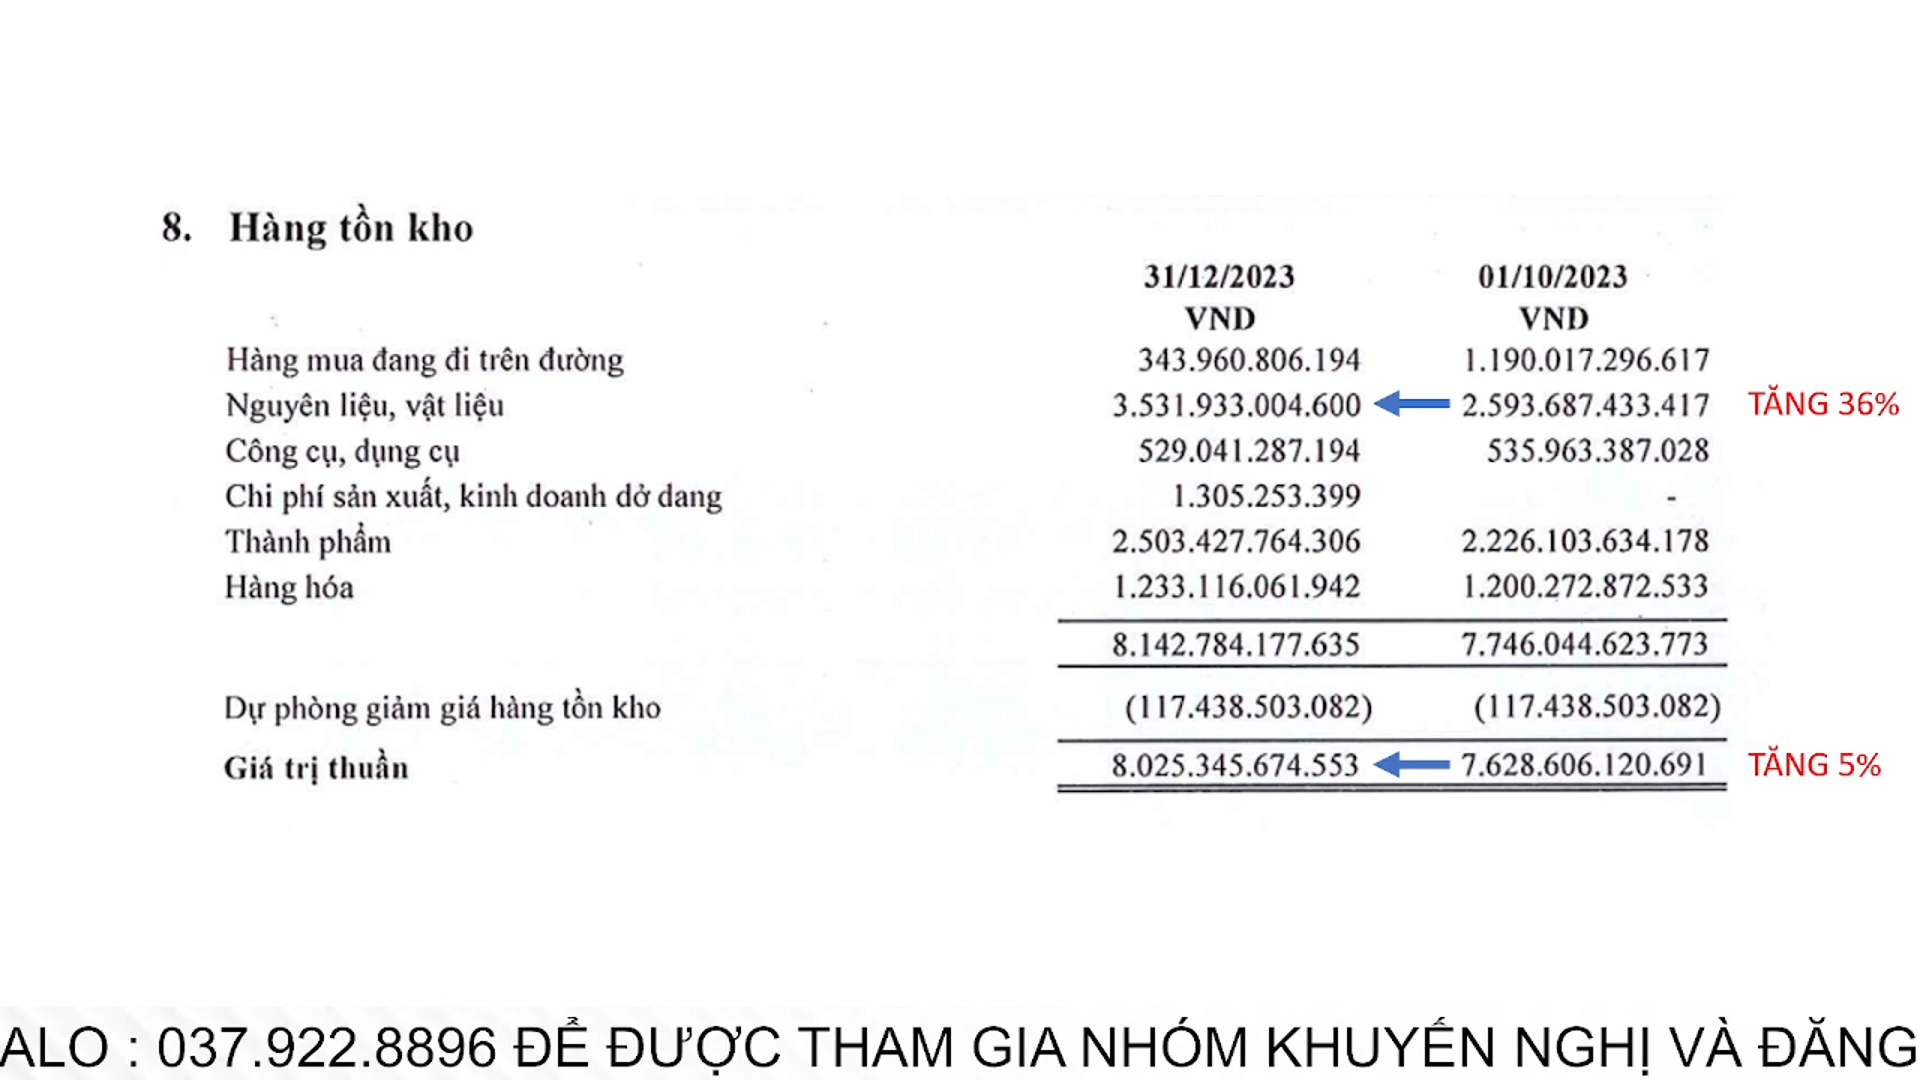 8. Hàng tồn kho
31/12/2023 01/10/2023
VND VND
Hàng mua đang đi trên đường 343.960.806.194 1.190.017.296.617
Nguyên liệu, vật liệu 3.531.933.004.600 2.593.687.433.417 TĂNG 36%
Công cụ, dụng cụ 529.041.287.194 535.963.387.028
Chi phí sản xuất, kinh doanh dở dang 1.305.253.399 -
Thành phẩm 2.503.427.764.306 2.226.103.634.178
Hàng hóa 1.233.116.061.942 1.200.272.872.533
8.142.784.177.635 7.746.044.623.773
Dự phòng giảm giá hàng tồn kho (117.438.503.082) (117.438.503.082)
Giá trị thuần 8.025.345.674.553 7.628.606.120.691 TĂNG 5%
ALO : 037.922.8896 ĐỂ ĐƯỢC THAM GIA NHÓM KHUYẾN NGHỊ VÀ ĐĂNG